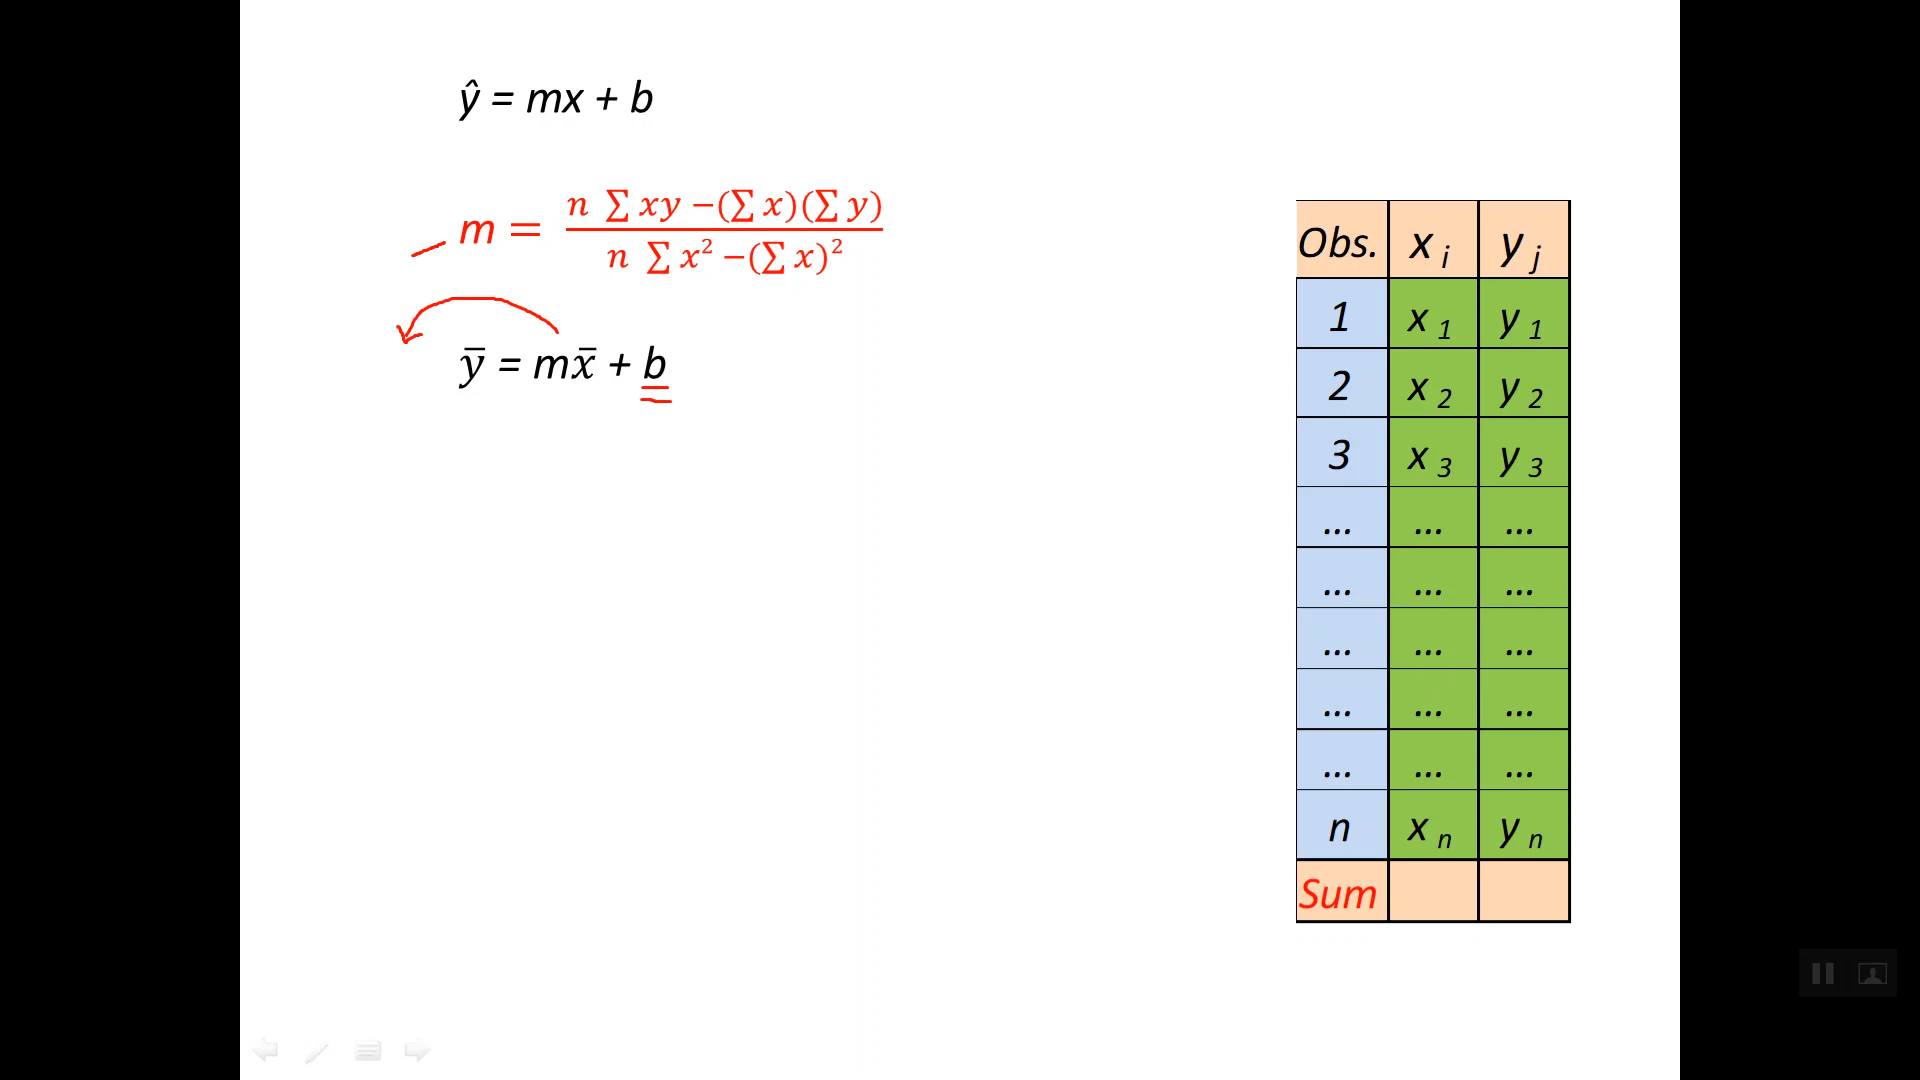 ŷ = mx + b
m = (n ∑ xy − (∑ x)(∑ y)) / (n ∑ x² − (∑ x)²)
ȳ = mx̄ + b
Obs. x i y j
1 x 1 y 1
2 x 2 y 2
3 x 3 y 3
... ... ...
... ... ...
... ... ...
... ... ...
... ... ...
n x n y n
Sum